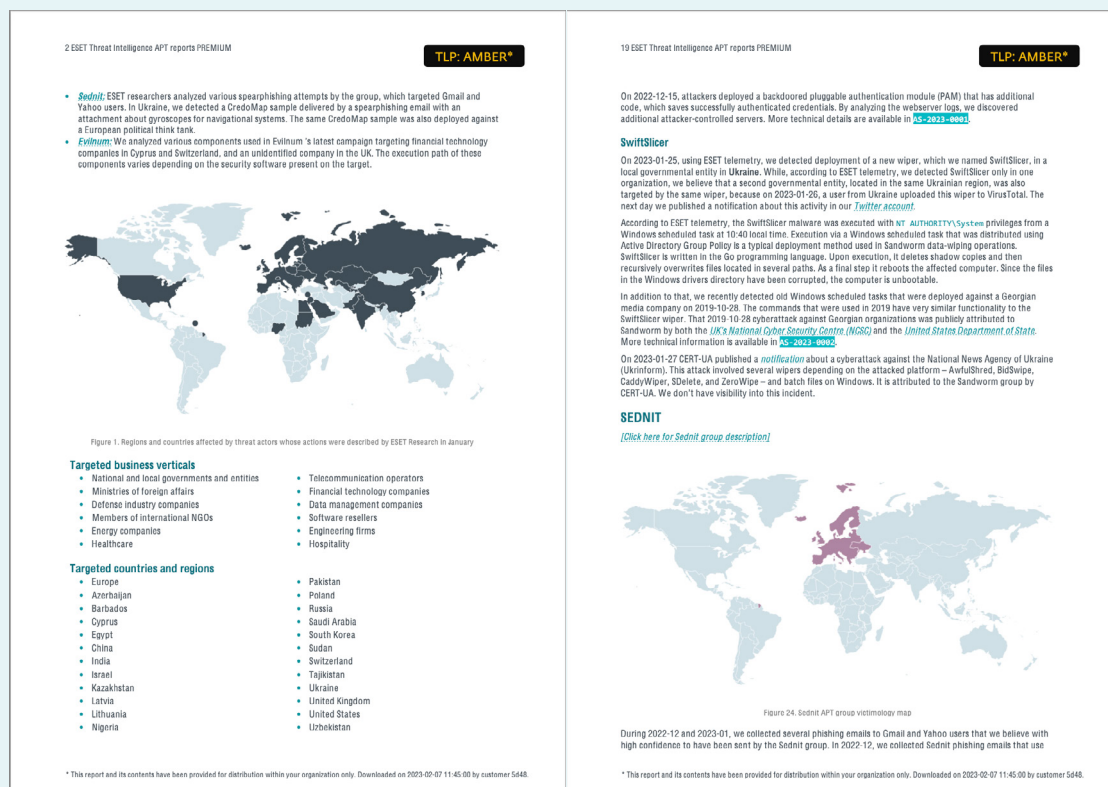 2 ESET Threat Intelligence APT reports PREMIUM
TLP: AMBER*
• Sednit: ESET researchers analyzed various spearphishing attempts by the group, which targeted Gmail and
Yahoo users. In Ukraine, we detected a CredoMap sample delivered by a spearphishing email with an
attachment about gyroscopes for navigational systems. The same CredoMap sample was also deployed against
a European political think tank.
• Evilnum: We analyzed various components used in Evilnum 's latest campaign targeting financial technology
companies in Cyprus and Switzerland, and an unidentified company in the UK. The execution path of these
components varies depending on the security software present on the target.
Figure 1. Regions and countries affected by threat actors whose actions were described by ESET Research in January
Targeted business verticals
• National and local governments and entities
• Ministries of foreign affairs
• Defense industry companies
• Members of international NGOs
• Energy companies
• Healthcare
• Telecommunication operators
• Financial technology companies
• Data management companies
• Software resellers
• Engineering firms
• Hospitality
Targeted countries and regions
• Europe
• Azerbaijan
• Barbados
• Cyprus
• Egypt
• China
• India
• Israel
• Kazakhstan
• Latvia
• Lithuania
• Nigeria
• Pakistan
• Poland
• Russia
• Saudi Arabia
• South Korea
• Sudan
• Switzerland
• Tajikistan
• Ukraine
• United Kingdom
• United States
• Uzbekistan
* This report and its contents have been provided for distribution within your organization only. Downloaded on 2023-02-07 11:45:00 by customer 5d48.
19 ESET Threat Intelligence APT reports PREMIUM
TLP: AMBER*
On 2022-12-15, attackers deployed a backdoored pluggable authentication module (PAM) that has additional
code, which saves successfully authenticated credentials. By analyzing the webserver logs, we discovered
additional attacker-controlled servers. More technical details are available in AS-2023-0001.
SwiftSlicer
On 2023-01-25, using ESET telemetry, we detected deployment of a new wiper, which we named SwiftSlicer, in a
local governmental entity in Ukraine. While, according to ESET telemetry, we detected SwiftSlicer only in one
organization, we believe that a second governmental entity, located in the same Ukrainian region, was also
targeted by the same wiper, because on 2023-01-26, a user from Ukraine uploaded this wiper to VirusTotal. The
next day we published a notification about this activity in our Twitter account.
According to ESET telemetry, the SwiftSlicer malware was executed with NT AUTHORITY\System privileges from a
Windows scheduled task at 10:40 local time. Execution via a Windows scheduled task that was distributed using
Active Directory Group Policy is a typical deployment method used in Sandworm data-wiping operations.
SwiftSlicer is written in the Go programming language. Upon execution, it deletes shadow copies and then
recursively overwrites files located in several paths. As a final step it reboots the affected computer. Since the files
in the Windows drivers directory have been corrupted, the computer is unbootable.
In addition to that, we recently detected old Windows scheduled tasks that were deployed against a Georgian
media company on 2019-10-28. The commands that were used in 2019 have very similar functionality to the
SwiftSlicer wiper. That 2019-10-28 cyberattack against Georgian organizations was publicly attributed to
Sandworm by both the UK's National Cyber Security Centre (NCSC) and the United States Department of State.
More technical information is available in AS-2023-0002.
On 2023-01-27 CERT-UA published a notification about a cyberattack against the National News Agency of Ukraine
(Ukrinform). This attack involved several wipers depending on the attacked platform – AwfulShred, BidSwipe,
CaddyWiper, SDelete, and ZeroWipe – and batch files on Windows. It is attributed to the Sandworm group by
CERT-UA. We don't have visibility into this incident.
SEDNIT
[Click here for Sednit group description]
Figure 24. Sednit APT group victimology map
During 2022-12 and 2023-01, we collected several phishing emails to Gmail and Yahoo users that we believe with
high confidence to have been sent by the Sednit group. In 2022-12, we collected Sednit phishing emails that use
* This report and its contents have been provided for distribution within your organization only. Downloaded on 2023-02-07 11:45:00 by customer 5d48.